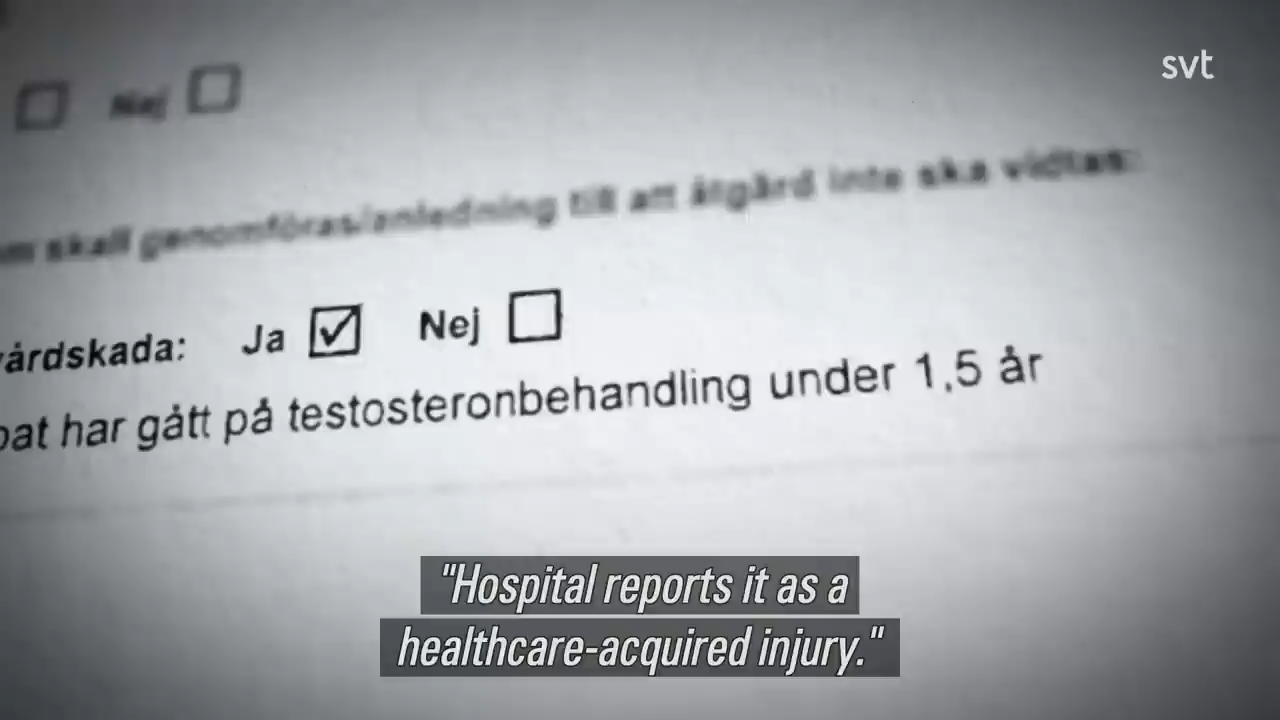 svt
Nej
skall genomföras/anledning till att åtgärd inte ska vidtas:
vårdskada: Ja Nej
pat har gått på testosteronbehandling under 1,5 år
"Hospital reports it as a
healthcare-acquired injury."